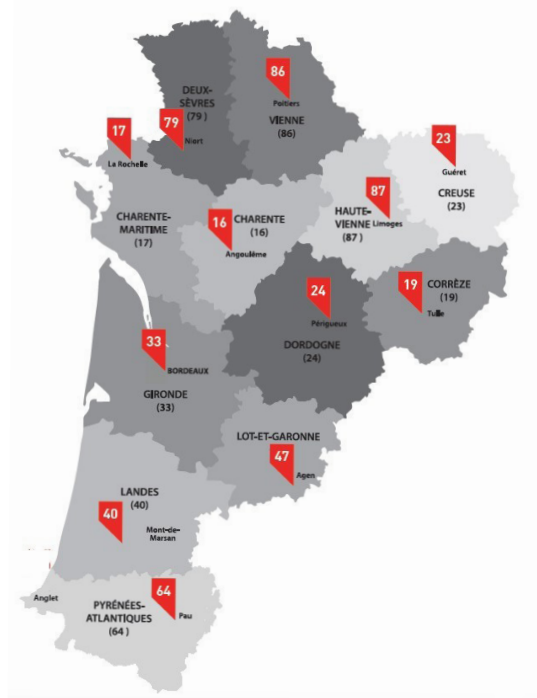 86
Poitiers
VIENNE
(86)
DEUX-
SÈVRES
(79 )
79
Niort
17
La Rochelle
23
Guéret
CREUSE
(23)
87
HAUTE-
VIENNE
(87 )
Limoges
CHARENTE-
MARITIME
(17)
16
CHARENTE
(16)
Angoulême
24
Périgueux
DORDOGNE
(24)
19
CORRÈZE
(19)
Tulle
33
BORDEAUX
GIRONDE
(33)
LOT-ET-GARONNE
47
Agen
LANDES
(40)
40
Mont-de-
Marsan
Anglet
64
PYRÉNÉES-
ATLANTIQUES
(64 )
Pau